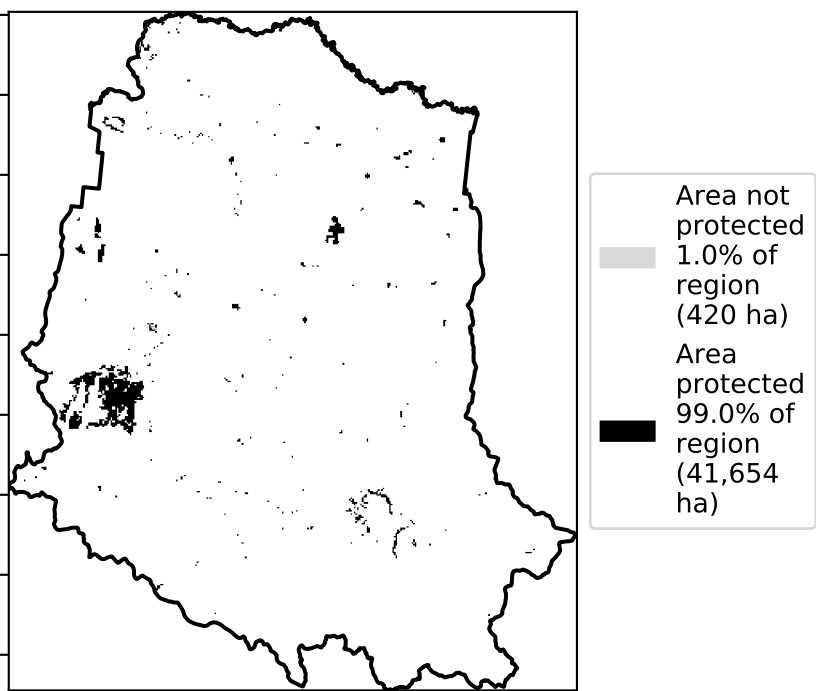 Area not
protected
1.0% of
region
(420 ha)
Area
protected
99.0% of
region
(41,654
ha)